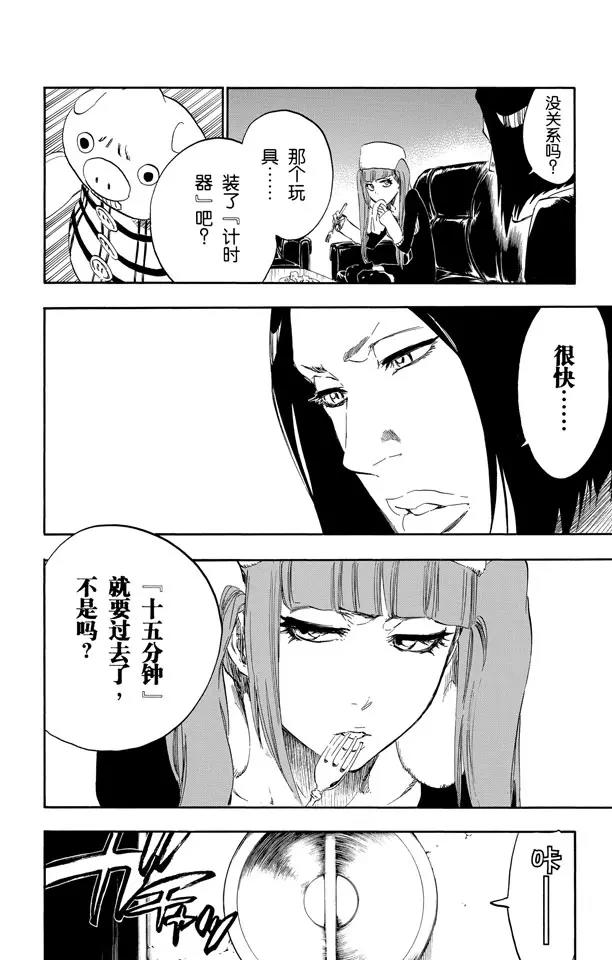 没关系吗？
那个玩
具……
装了『计时
器』吧？
很快……
『十五分钟』
就要过去了，
不是吗？
咔——